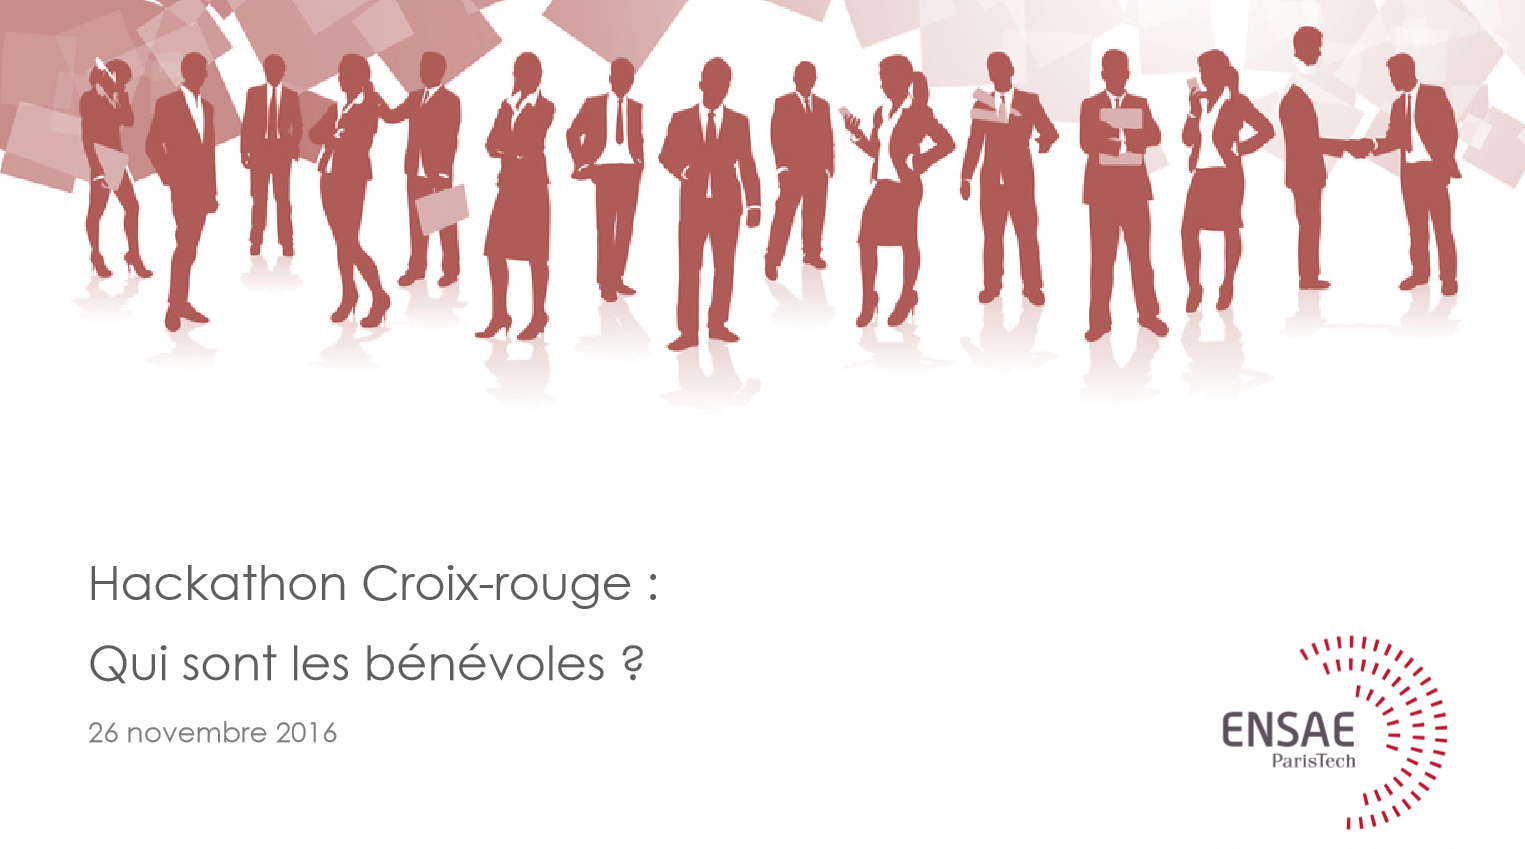 Hackathon Croix-rouge :
Qui sont les bénévoles ?
26 novembre 2016
ENSAE
ParisTech